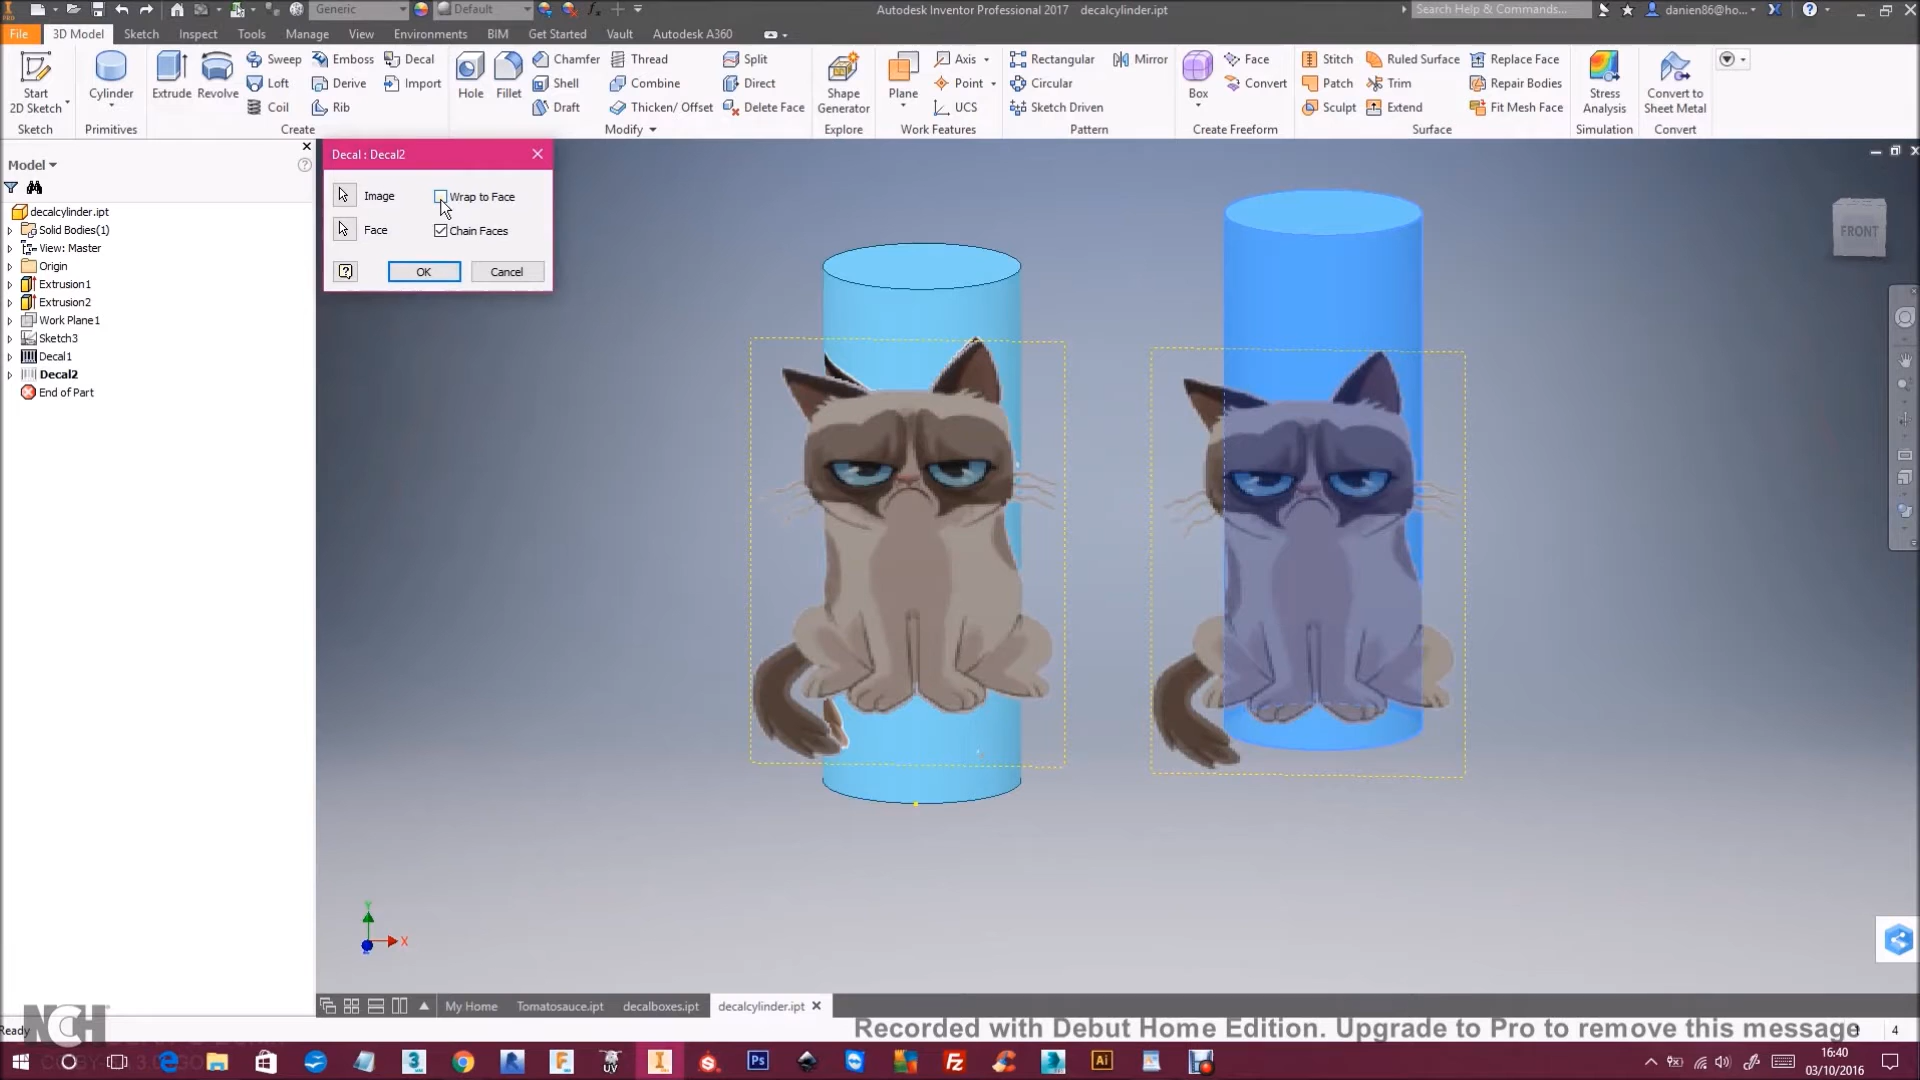 Generic
Default
Autodesk Inventor Professional 2017 decalcylinder.ipt
Search Help & Commands...
danien86@ho...
File 3D Model Sketch Inspect Tools Manage View Environments BIM Get Started Vault Autodesk A360
Start 2D Sketch
Sketch
Cylinder
Primitives
Extrude Revolve
Sweep Emboss Decal
Loft Derive Import
Coil Rib
Create
Hole Fillet
Chamfer Thread Split
Shell Combine Direct
Draft Thicken/ Offset Delete Face
Modify
Shape Generator
Explore
Plane
Axis
Point
UCS
Work Features
Rectangular Mirror
Circular
Sketch Driven
Pattern
Box
Face
Convert
Create Freeform
Stitch Ruled Surface Replace Face
Patch Trim Repair Bodies
Sculpt Extend Fit Mesh Face
Surface
Stress Analysis
Simulation
Convert to Sheet Metal
Convert
Model
decalcylinder.ipt
Solid Bodies(1)
View: Master
Origin
Extrusion1
Extrusion2
Work Plane1
Sketch3
Decal1
Decal2
End of Part
Decal : Decal2
Image Wrap to Face
Face Chain Faces
OK Cancel
FRONT
Y
X
My Home Tomatosauce.ipt decalboxes.ipt decalcylinder.ipt
NCH
Ready
Recorded with Debut Home Edition. Upgrade to Pro to remove this message
4
16:40
03/10/2016